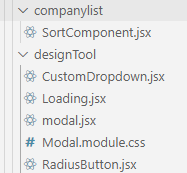 companylist
SortComponent.jsx
designTool
CustomDropdown.jsx
Loading.jsx
modal.jsx
# Modal.module.css
RadiusButton.jsx